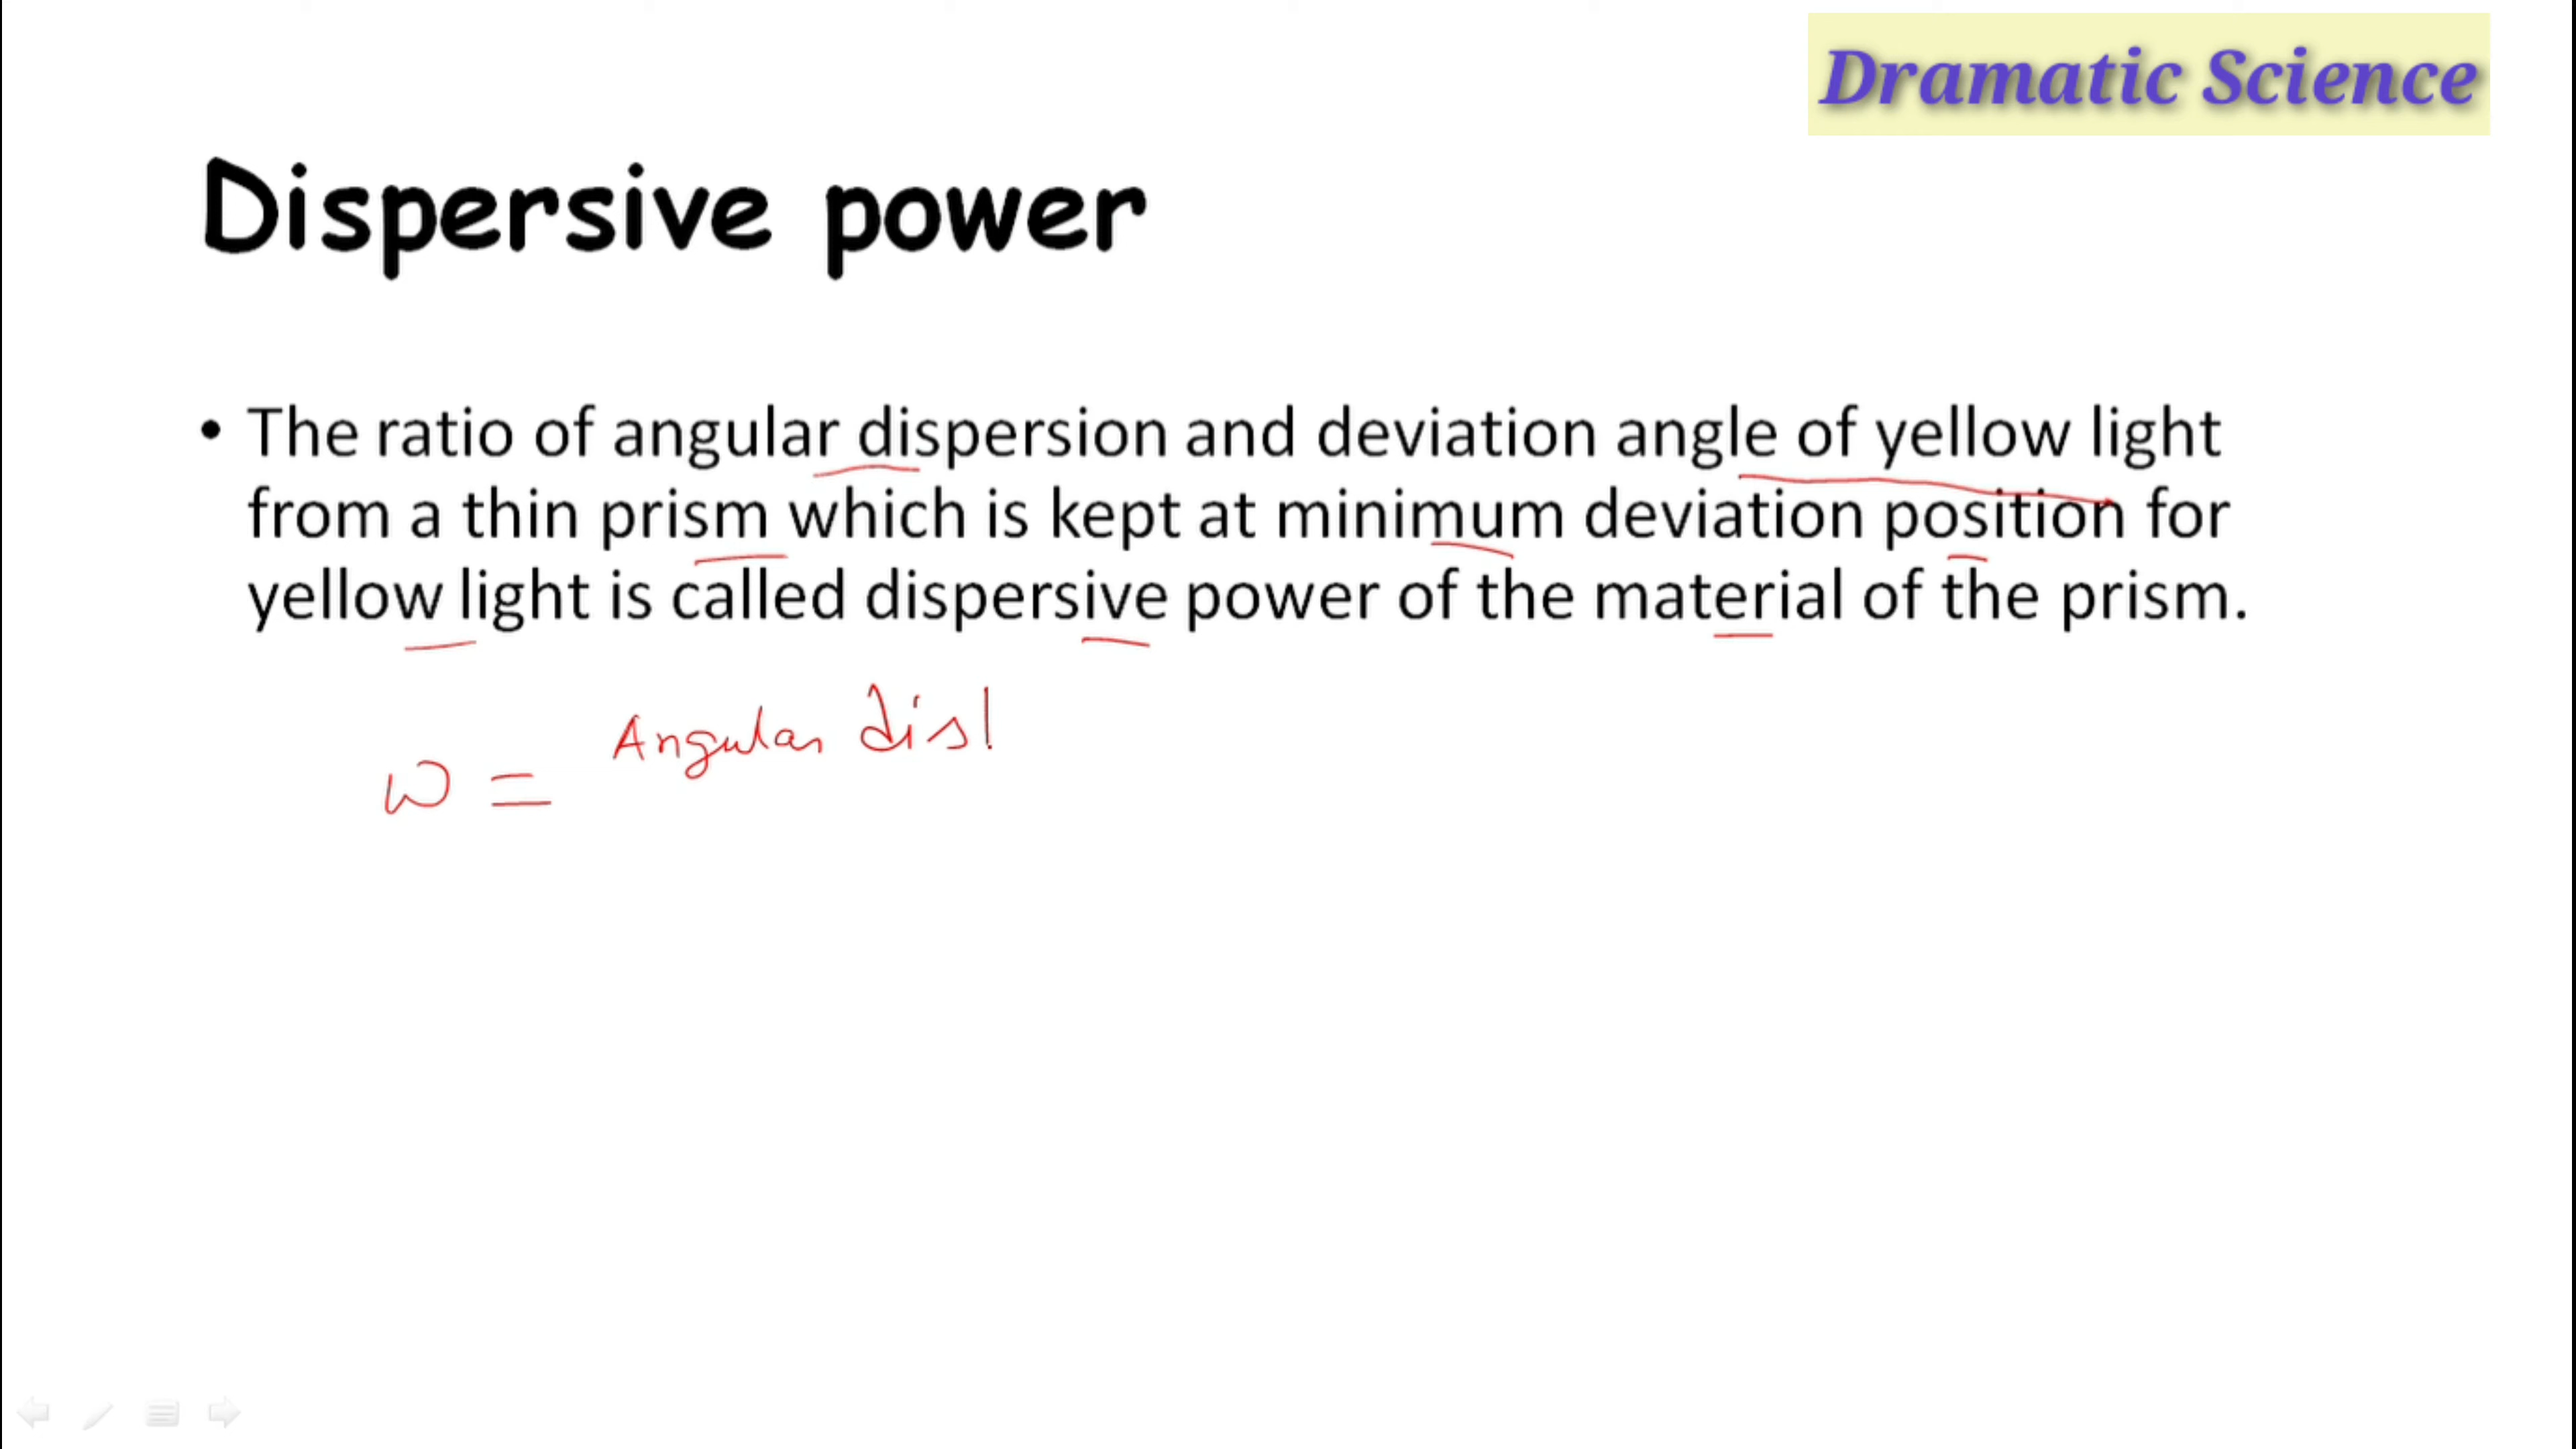 Dramatic Science
Dispersive power
• The ratio of angular dispersion and deviation angle of yellow light
from a thin prism which is kept at minimum deviation position for
yellow light is called dispersive power of the material of the prism.
ω = Angular dis